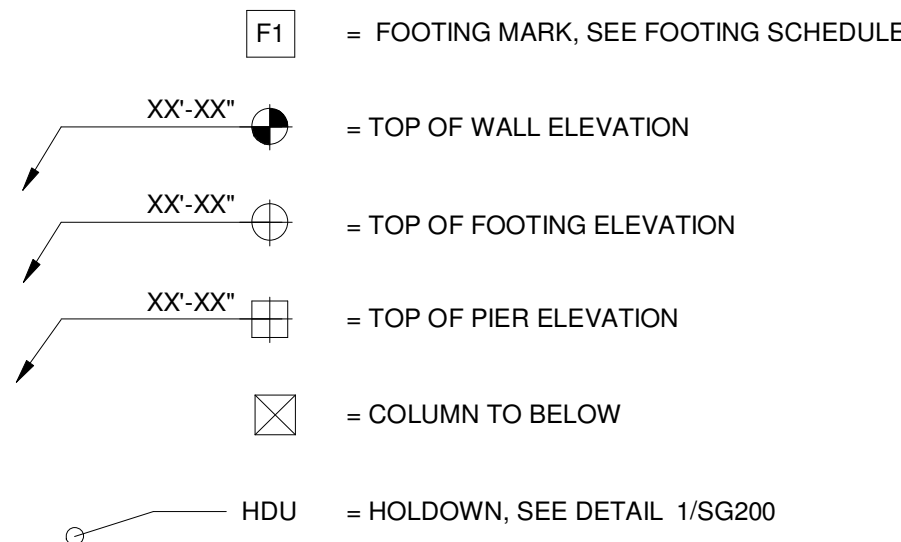 F1 = FOOTING MARK, SEE FOOTING SCHEDULE
XX'-XX" = TOP OF WALL ELEVATION
XX'-XX" = TOP OF FOOTING ELEVATION
XX'-XX" = TOP OF PIER ELEVATION
= COLUMN TO BELOW
HDU = HOLDOWN, SEE DETAIL 1/SG200